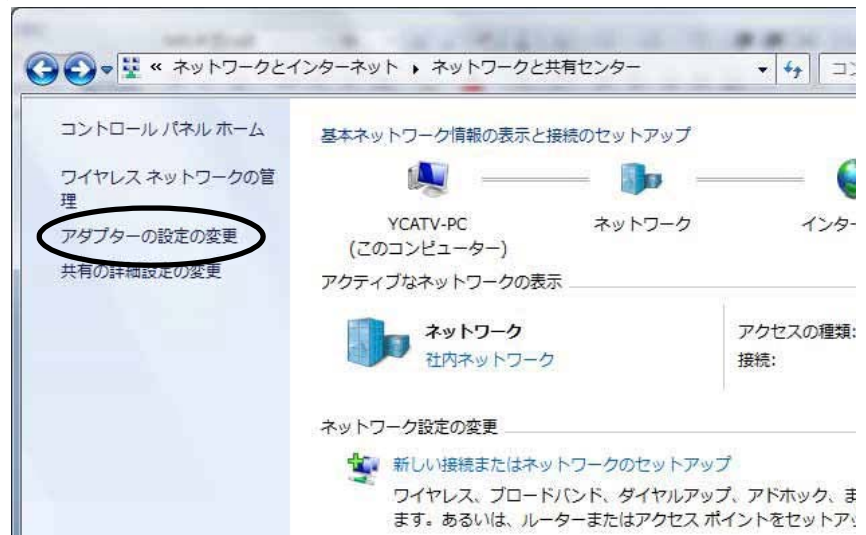 « ネットワークとインターネット ▸ ネットワークと共有センター
コントロール パネル ホーム
ワイヤレス ネットワークの管
理
アダプターの設定の変更
共有の詳細設定の変更
基本ネットワーク情報の表示と接続のセットアップ
YCATV-PC
(このコンピューター)
ネットワーク
インター
アクティブなネットワークの表示
ネットワーク
社内ネットワーク
アクセスの種類:
接続:
ネットワーク設定の変更
新しい接続またはネットワークのセットアップ
ワイヤレス、ブロードバンド、ダイヤルアップ、アドホック、ま
ます。あるいは、ルーターまたはアクセス ポイントをセットアッ